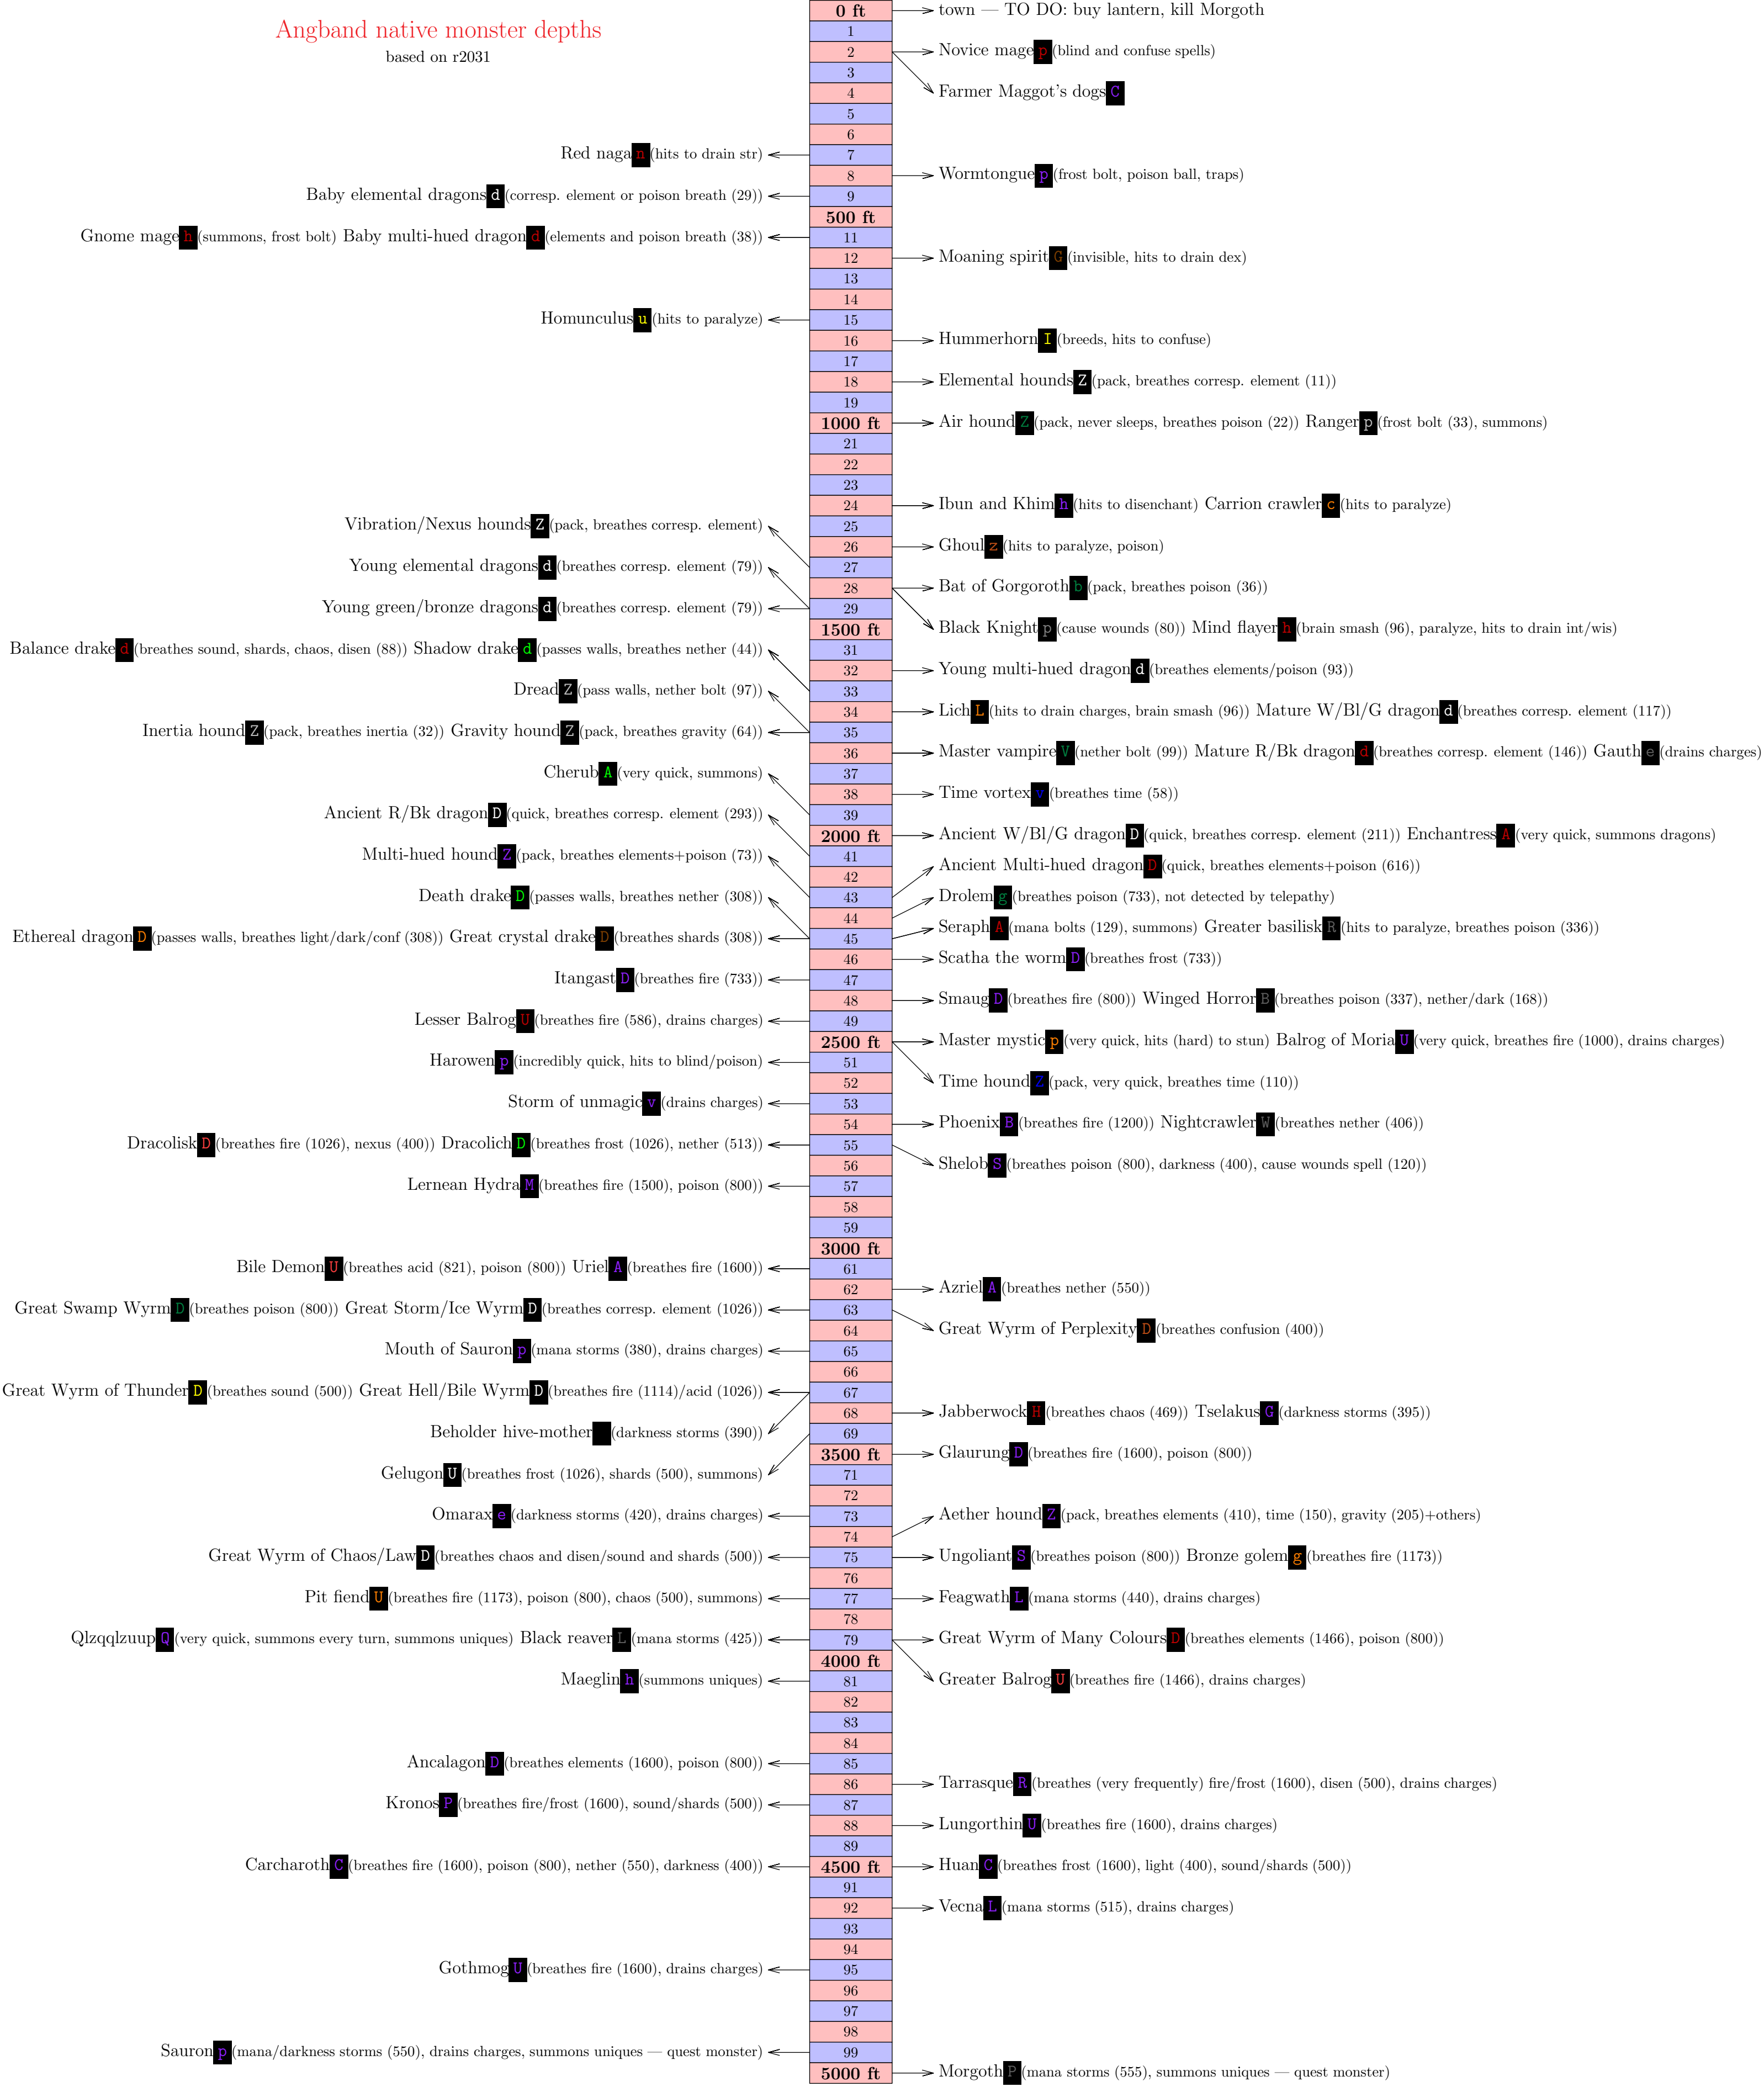 Angband native monster depths
based on r2031
0 ft
town — TO DO: buy lantern, kill Morgoth
1
2
Novice mage p (blind and confuse spells)
3
4
Farmer Maggot's dogs C
5
6
Red naga n (hits to drain str)
7
8
Wormtongue p (frost bolt, poison ball, traps)
Baby elemental dragons d (corresp. element or poison breath (29))
9
500 ft
Gnome mage h (summons, frost bolt) Baby multi-hued dragon d (elements and poison breath (38))
11
12
Moaning spirit G (invisible, hits to drain dex)
13
14
Homunculus u (hits to paralyze)
15
16
Hummerhorn I (breeds, hits to confuse)
17
18
Elemental hounds Z (pack, breathes corresp. element (11))
19
1000 ft
Air hound Z (pack, never sleeps, breathes poison (22)) Ranger p (frost bolt (33), summons)
21
22
23
24
Ibun and Khim h (hits to disenchant) Carrion crawler c (hits to paralyze)
Vibration/Nexus hounds Z (pack, breathes corresp. element)
25
26
Ghoul z (hits to paralyze, poison)
Young elemental dragons d (breathes corresp. element (79))
27
28
Bat of Gorgoroth b (pack, breathes poison (36))
Young green/bronze dragons d (breathes corresp. element (79))
29
1500 ft
Black Knight p (cause wounds (80)) Mind flayer h (brain smash (96), paralyze, hits to drain int/wis)
Balance drake d (breathes sound, shards, chaos, disen (88)) Shadow drake d (passes walls, breathes nether (44))
31
32
Young multi-hued dragon d (breathes elements/poison (93))
Dread Z (pass walls, nether bolt (97))
33
34
Lich L (hits to drain charges, brain smash (96)) Mature W/Bl/G dragon d (breathes corresp. element (117))
Inertia hound Z (pack, breathes inertia (32)) Gravity hound Z (pack, breathes gravity (64))
35
36
Master vampire V (nether bolt (99)) Mature R/Bk dragon d (breathes corresp. element (146)) Gauth e (drains charges)
Cherub A (very quick, summons)
37
38
Time vortex v (breathes time (58))
Ancient R/Bk dragon D (quick, breathes corresp. element (293))
39
2000 ft
Ancient W/Bl/G dragon D (quick, breathes corresp. element (211)) Enchantress A (very quick, summons dragons)
Multi-hued hound Z (pack, breathes elements+poison (73))
41
Ancient Multi-hued dragon D (quick, breathes elements+poison (616))
42
Death drake D (passes walls, breathes nether (308))
43
Drolem g (breathes poison (733), not detected by telepathy)
44
Seraph A (mana bolts (129), summons) Greater basilisk R (hits to paralyze, breathes poison (336))
Ethereal dragon D (passes walls, breathes light/dark/conf (308)) Great crystal drake D (breathes shards (308))
45
46
Scatha the worm D (breathes frost (733))
Itangast D (breathes fire (733))
47
48
Smaug D (breathes fire (800)) Winged Horror B (breathes poison (337), nether/dark (168))
Lesser Balrog U (breathes fire (586), drains charges)
49
2500 ft
Master mystic p (very quick, hits (hard) to stun) Balrog of Moria U (very quick, breathes fire (1000), drains charges)
Harowen p (incredibly quick, hits to blind/poison)
51
52
Time hound Z (pack, very quick, breathes time (110))
Storm of unmagic v (drains charges)
53
54
Phoenix B (breathes fire (1200)) Nightcrawler W (breathes nether (406))
Dracolisk D (breathes fire (1026), nexus (400)) Dracolich D (breathes frost (1026), nether (513))
55
56
Shelob S (breathes poison (800), darkness (400), cause wounds spell (120))
Lernean Hydra M (breathes fire (1500), poison (800))
57
58
59
3000 ft
Bile Demon U (breathes acid (821), poison (800)) Uriel A (breathes fire (1600))
61
62
Azriel A (breathes nether (550))
Great Swamp Wyrm D (breathes poison (800)) Great Storm/Ice Wyrm D (breathes corresp. element (1026))
63
64
Great Wyrm of Perplexity D (breathes confusion (400))
Mouth of Sauron p (mana storms (380), drains charges)
65
66
Great Wyrm of Thunder D (breathes sound (500)) Great Hell/Bile Wyrm D (breathes fire (1114)/acid (1026))
67
68
Jabberwock H (breathes chaos (469)) Tselakus G (darkness storms (395))
Beholder hive-mother (darkness storms (390))
69
3500 ft
Glaurung D (breathes fire (1600), poison (800))
Gelugon U (breathes frost (1026), shards (500), summons)
71
72
Omarax e (darkness storms (420), drains charges)
73
Aether hound Z (pack, breathes elements (410), time (150), gravity (205)+others)
74
Great Wyrm of Chaos/Law D (breathes chaos and disen/sound and shards (500))
75
Ungoliant S (breathes poison (800)) Bronze golem g (breathes fire (1173))
76
Pit fiend U (breathes fire (1173), poison (800), chaos (500), summons)
77
Feagwath L (mana storms (440), drains charges)
78
Qlzqqlzuup Q (very quick, summons every turn, summons uniques) Black reaver L (mana storms (425))
79
Great Wyrm of Many Colours D (breathes elements (1466), poison (800))
4000 ft
Maeglin h (summons uniques)
81
Greater Balrog U (breathes fire (1466), drains charges)
82
83
84
Ancalagon D (breathes elements (1600), poison (800))
85
86
Tarrasque R (breathes (very frequently) fire/frost (1600), disen (500), drains charges)
Kronos P (breathes fire/frost (1600), sound/shards (500))
87
88
Lungorthin U (breathes fire (1600), drains charges)
89
Carcharoth C (breathes fire (1600), poison (800), nether (550), darkness (400))
4500 ft
Huan C (breathes frost (1600), light (400), sound/shards (500))
91
92
Vecna L (mana storms (515), drains charges)
93
94
Gothmog U (breathes fire (1600), drains charges)
95
96
97
98
Sauron p (mana/darkness storms (550), drains charges, summons uniques — quest monster)
99
5000 ft
Morgoth P (mana storms (555), summons uniques — quest monster)